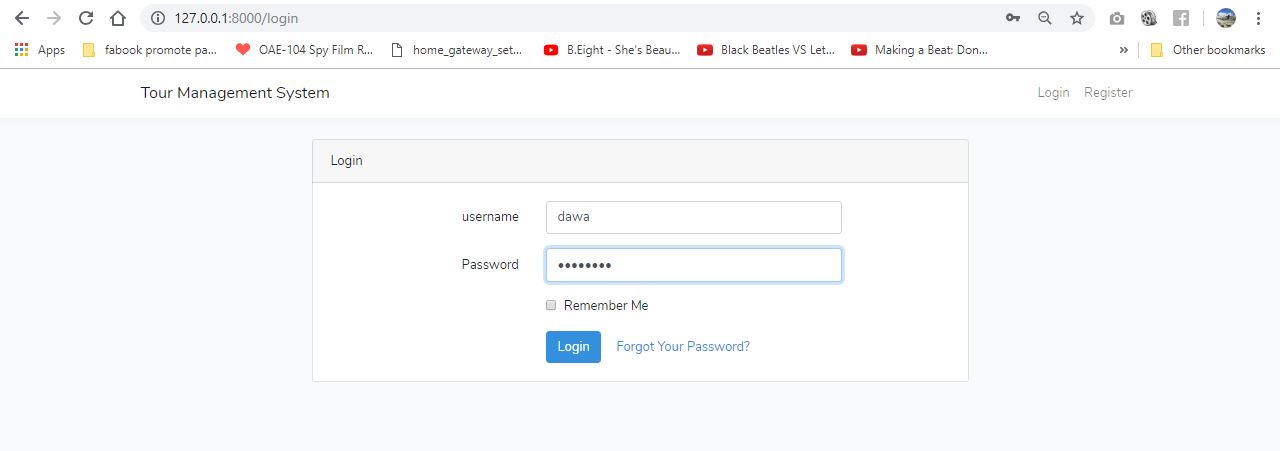 127.0.0.1:8000/login
Apps fabook promote pa... OAE-104 Spy Film R... home_gateway_set... B.Eight - She's Beau... Black Beatles VS Let... Making a Beat: Don... » Other bookmarks
Tour Management System Login Register
Login
username dawa
Password ••••••••
Remember Me
Login Forgot Your Password?